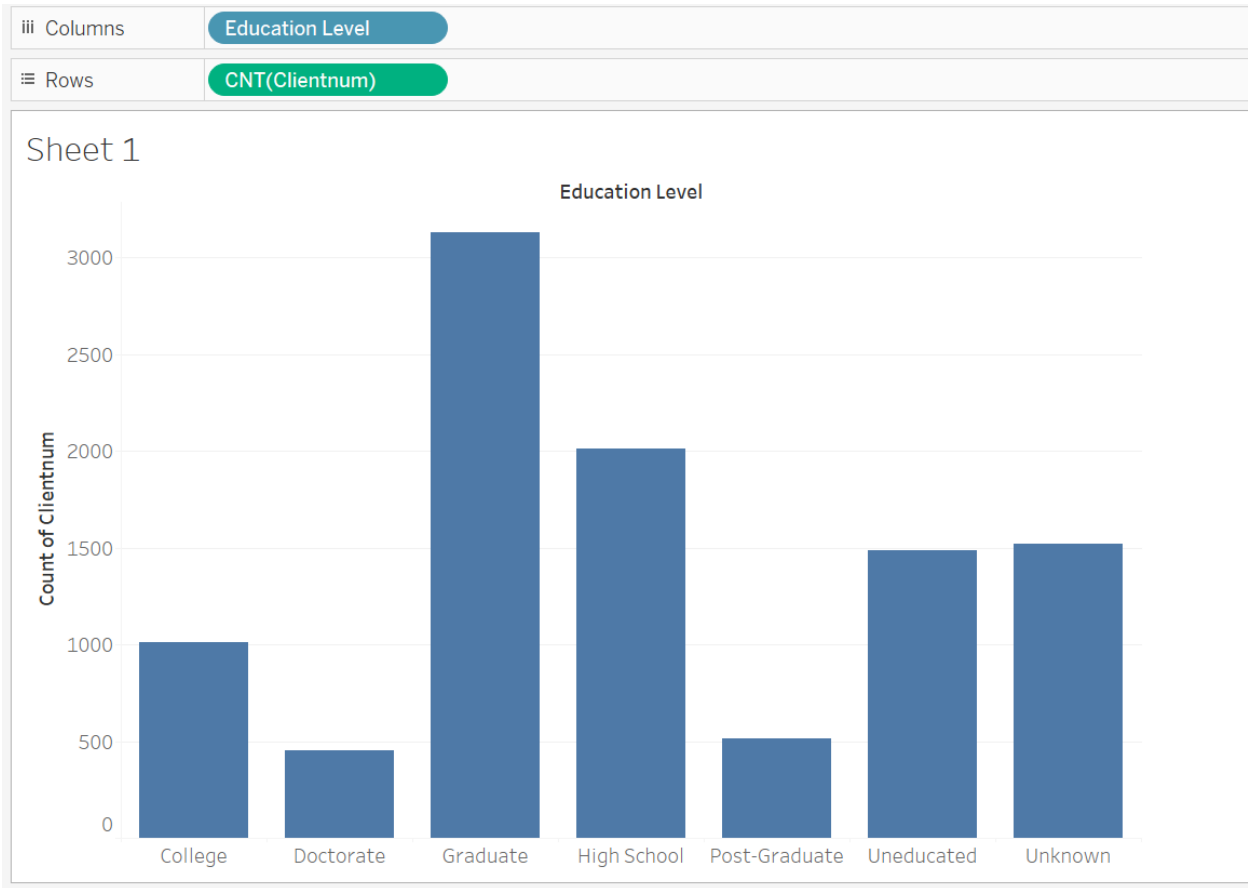 Columns
Education Level
Rows
CNT(Clientnum)
Sheet 1
Education Level
Count of Clientnum
3000
2500
2000
1500
1000
500
0
College Doctorate Graduate High School Post-Graduate Uneducated Unknown